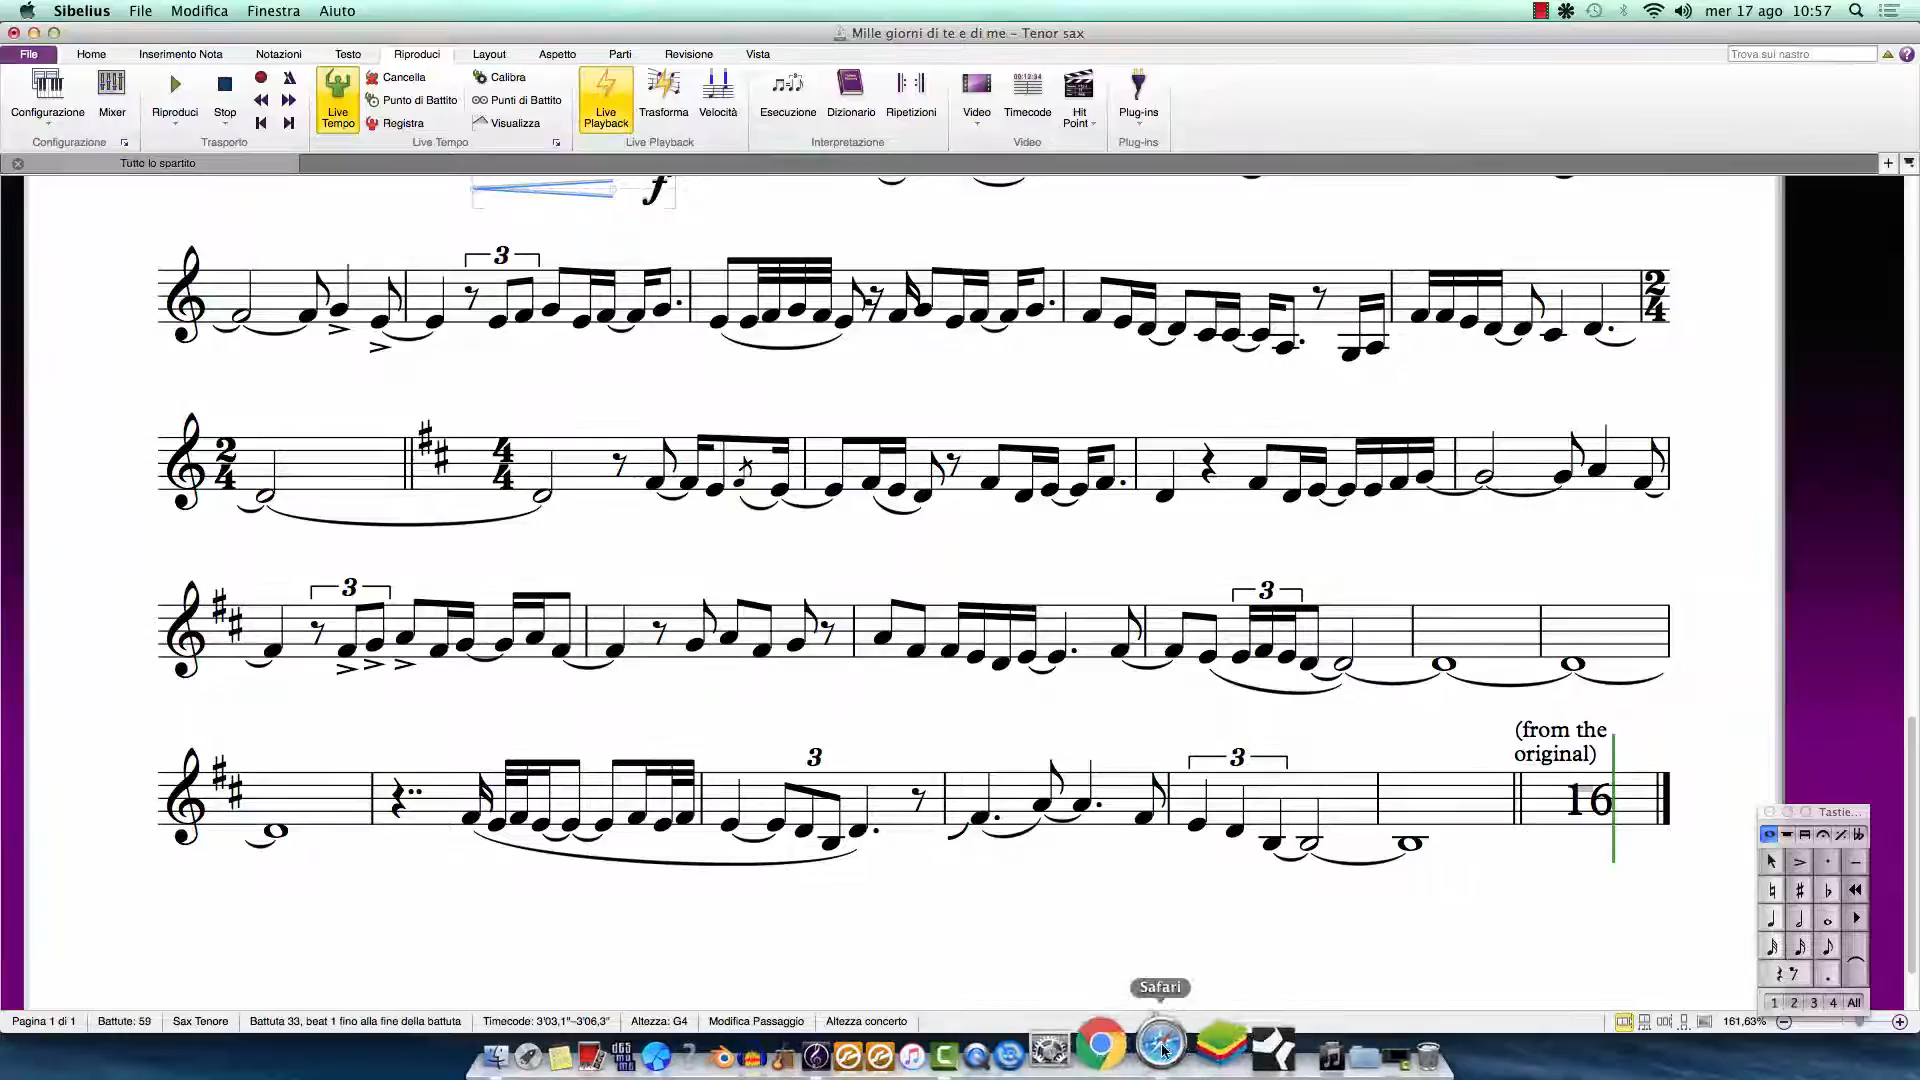 Sibelius File Modifica Finestra Aiuto mer 17 ago 10:57
Mille giorni di te e di me – Tenor sax
File Home Inserimento Nota Notazioni Testo Riproduci Layout Aspetto Parti Revisione Vista Trova sul nastro
Configurazione Mixer Riproduci Stop Live Tempo Cancella Punto di Battito Registra Calibra Punti di Battito Visualizza Live Playback Trasforma Velocità Esecuzione Dizionario Ripetizioni Video Timecode Hit Point Plug-ins
Configurazione Trasporto Live Tempo Live Playback Interpretazione Video Plug-ins
Tutto lo spartito
f
3
2
4
2
4
4
4
3
3
(from the
original)
3
3
16
Tastie...
1 2 3 4 All
Safari
Pagina 1 di 1 Battute: 59 Sax Tenore Battuta 33, beat 1 fino alla fine della battuta Timecode: 3'03,1"–3'06,3" Altezza: G4 Modifica Passaggio Altezza concerto 161,63%